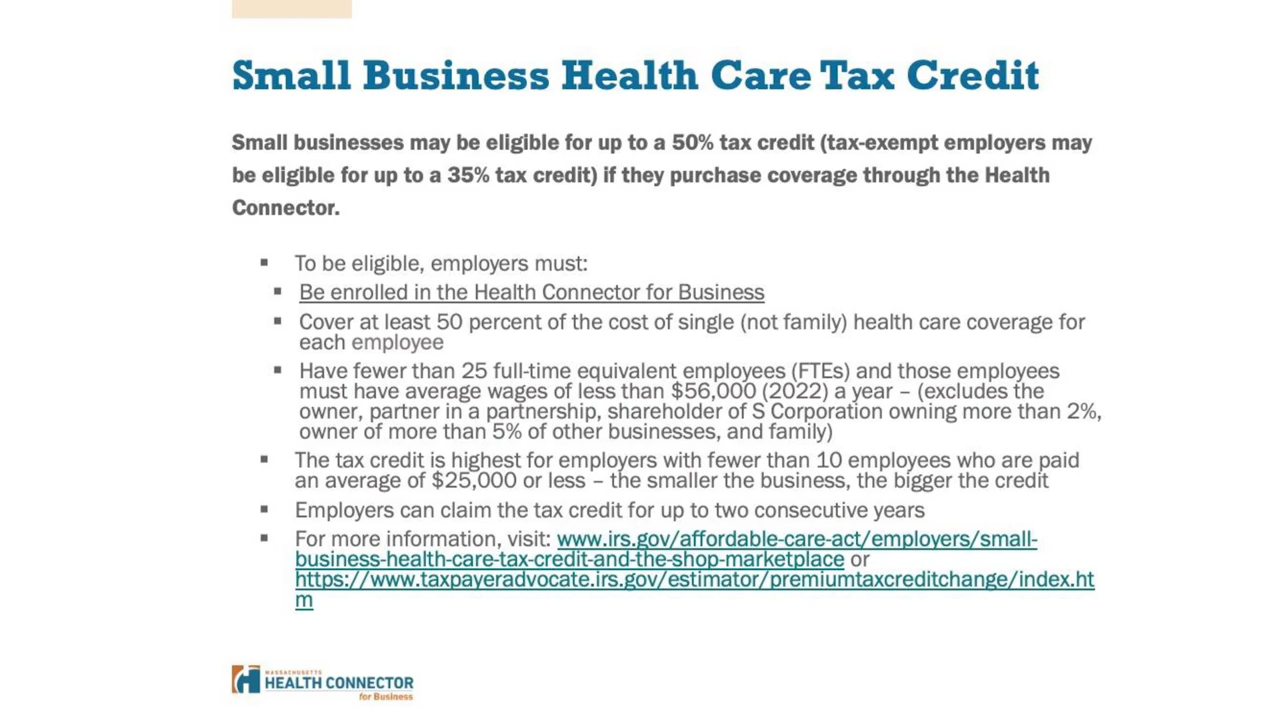 Small Business Health Care Tax Credit
Small businesses may be eligible for up to a 50% tax credit (tax-exempt employers may
be eligible for up to a 35% tax credit) if they purchase coverage through the Health
Connector.
▪ To be eligible, employers must:
▪ Be enrolled in the Health Connector for Business
▪ Cover at least 50 percent of the cost of single (not family) health care coverage for
each employee
▪ Have fewer than 25 full-time equivalent employees (FTEs) and those employees
must have average wages of less than $56,000 (2022) a year – (excludes the
owner, partner in a partnership, shareholder of S Corporation owning more than 2%,
owner of more than 5% of other businesses, and family)
▪ The tax credit is highest for employers with fewer than 10 employees who are paid
an average of $25,000 or less – the smaller the business, the bigger the credit
▪ Employers can claim the tax credit for up to two consecutive years
▪ For more information, visit: www.irs.gov/affordable-care-act/employers/small-
business-health-care-tax-credit-and-the-shop-marketplace or
https://www.taxpayeradvocate.irs.gov/estimator/premiumtaxcreditchange/index.ht
m
MASSACHUSETTS
HEALTH CONNECTOR
for Business